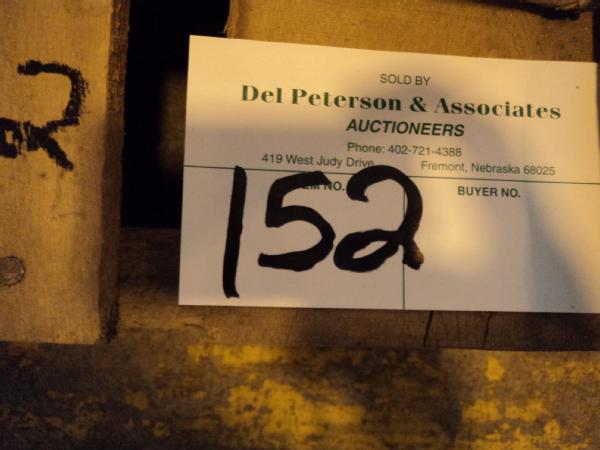 SOLD BY
Del Peterson & Associates
AUCTIONEERS
Phone: 402-721-4388
419 West Judy Drive Fremont, Nebraska 68025
NO. BUYER NO.
152